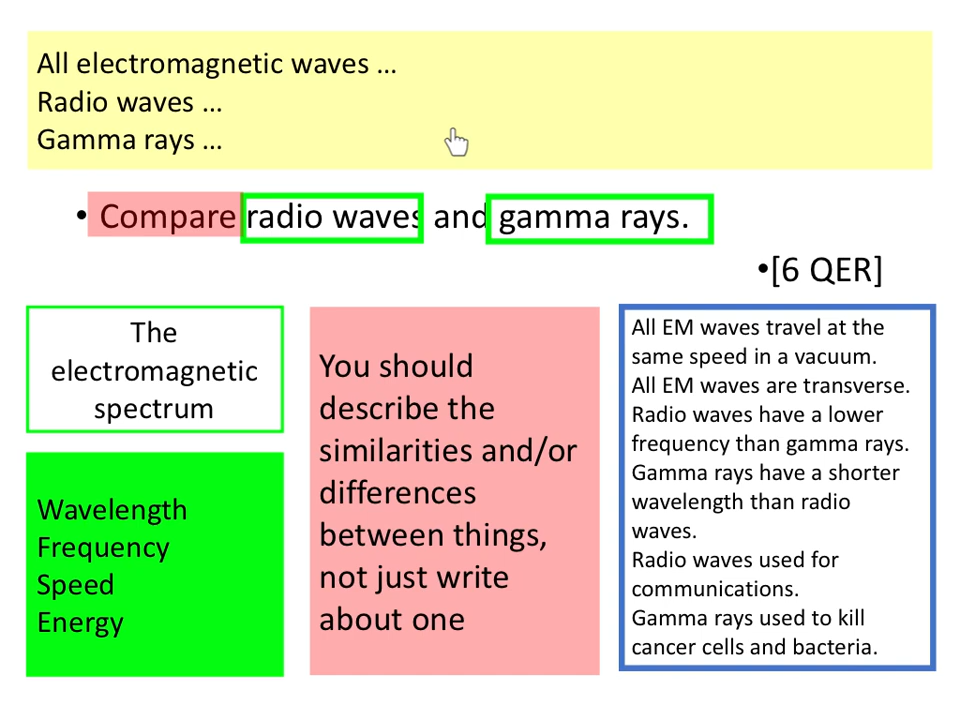 All electromagnetic waves …
Radio waves …
Gamma rays …
• Compare radio waves and gamma rays.
•[6 QER]
The
electromagnetic
spectrum
Wavelength
Frequency
Speed
Energy
You should
describe the
similarities and/or
differences
between things,
not just write
about one
All EM waves travel at the
same speed in a vacuum.
All EM waves are transverse.
Radio waves have a lower
frequency than gamma rays.
Gamma rays have a shorter
wavelength than radio
waves.
Radio waves used for
communications.
Gamma rays used to kill
cancer cells and bacteria.